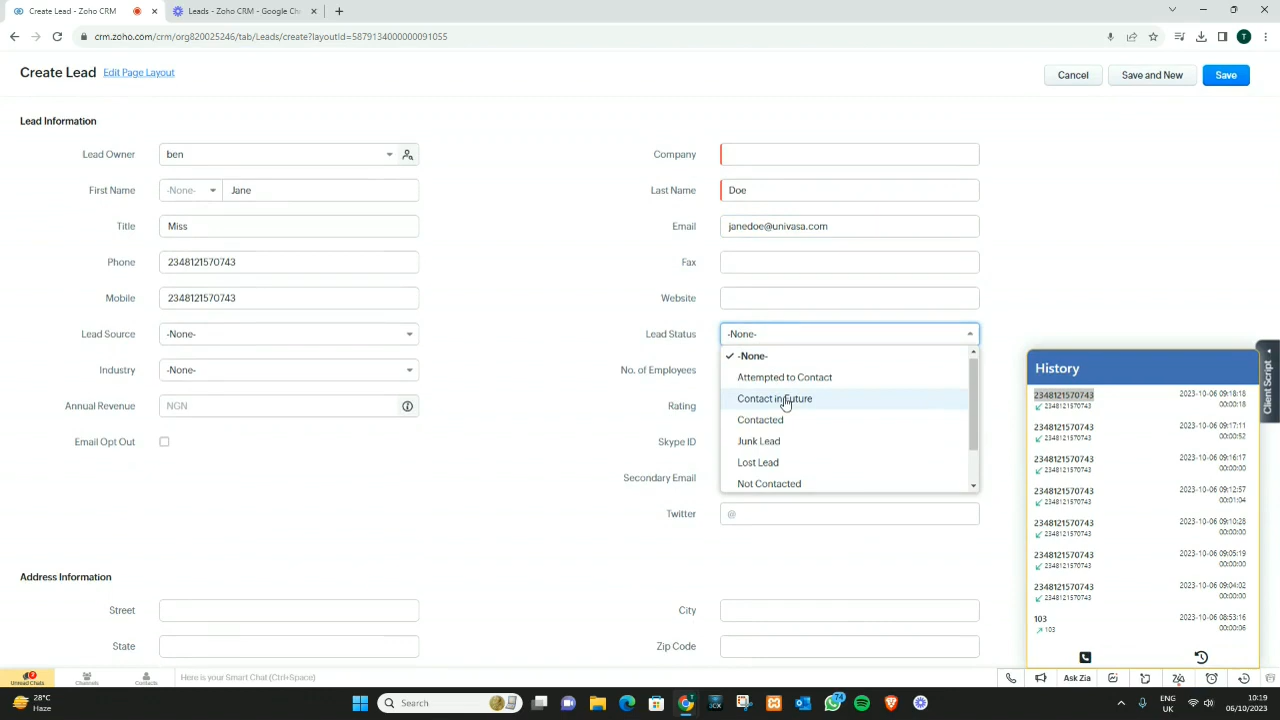 Create Lead - Zoho CRM
Leads - Zoho CRM - Google Ch
crm.zoho.com/crm/org820025246/tab/Leads/create?layoutId=5879134000000091055
T
Create Lead Edit Page Layout
Cancel
Save and New
Save
Lead Information
Lead Owner ben
Company
First Name -None- Jane
Last Name Doe
Title Miss
Email janedoe@univasa.com
Phone 2348121570743
Fax
Mobile 2348121570743
Website
Lead Source -None-
Lead Status -None-
-None-
Attempted to Contact
Contact in Future
Contacted
Junk Lead
Lost Lead
Not Contacted
Industry -None-
No. of Employees
Annual Revenue NGN
Rating
Email Opt Out
Skype ID
Secondary Email
Twitter @
Address Information
Street
City
State
Zip Code
Client Script
History
2348121570743 2023-10-06 09:18:18
2348121570743 00:00:18
2348121570743 2023-10-06 09:17:11
2348121570743 00:00:52
2348121570743 2023-10-06 09:16:17
2348121570743 00:00:00
2348121570743 2023-10-06 09:12:57
2348121570743 00:01:04
2348121570743 2023-10-06 09:10:28
2348121570743 00:00:00
2348121570743 2023-10-06 09:05:19
2348121570743 00:00:00
2348121570743 2023-10-06 09:04:02
2348121570743 00:00:00
103 2023-10-06 08:53:16
103 00:00:06
Unread Chats
Channels
Contacts
Here is your Smart Chat (Ctrl+Space)
Ask Zia
28°C
Haze
Search
74
ENG
UK
10:19
06/10/2023